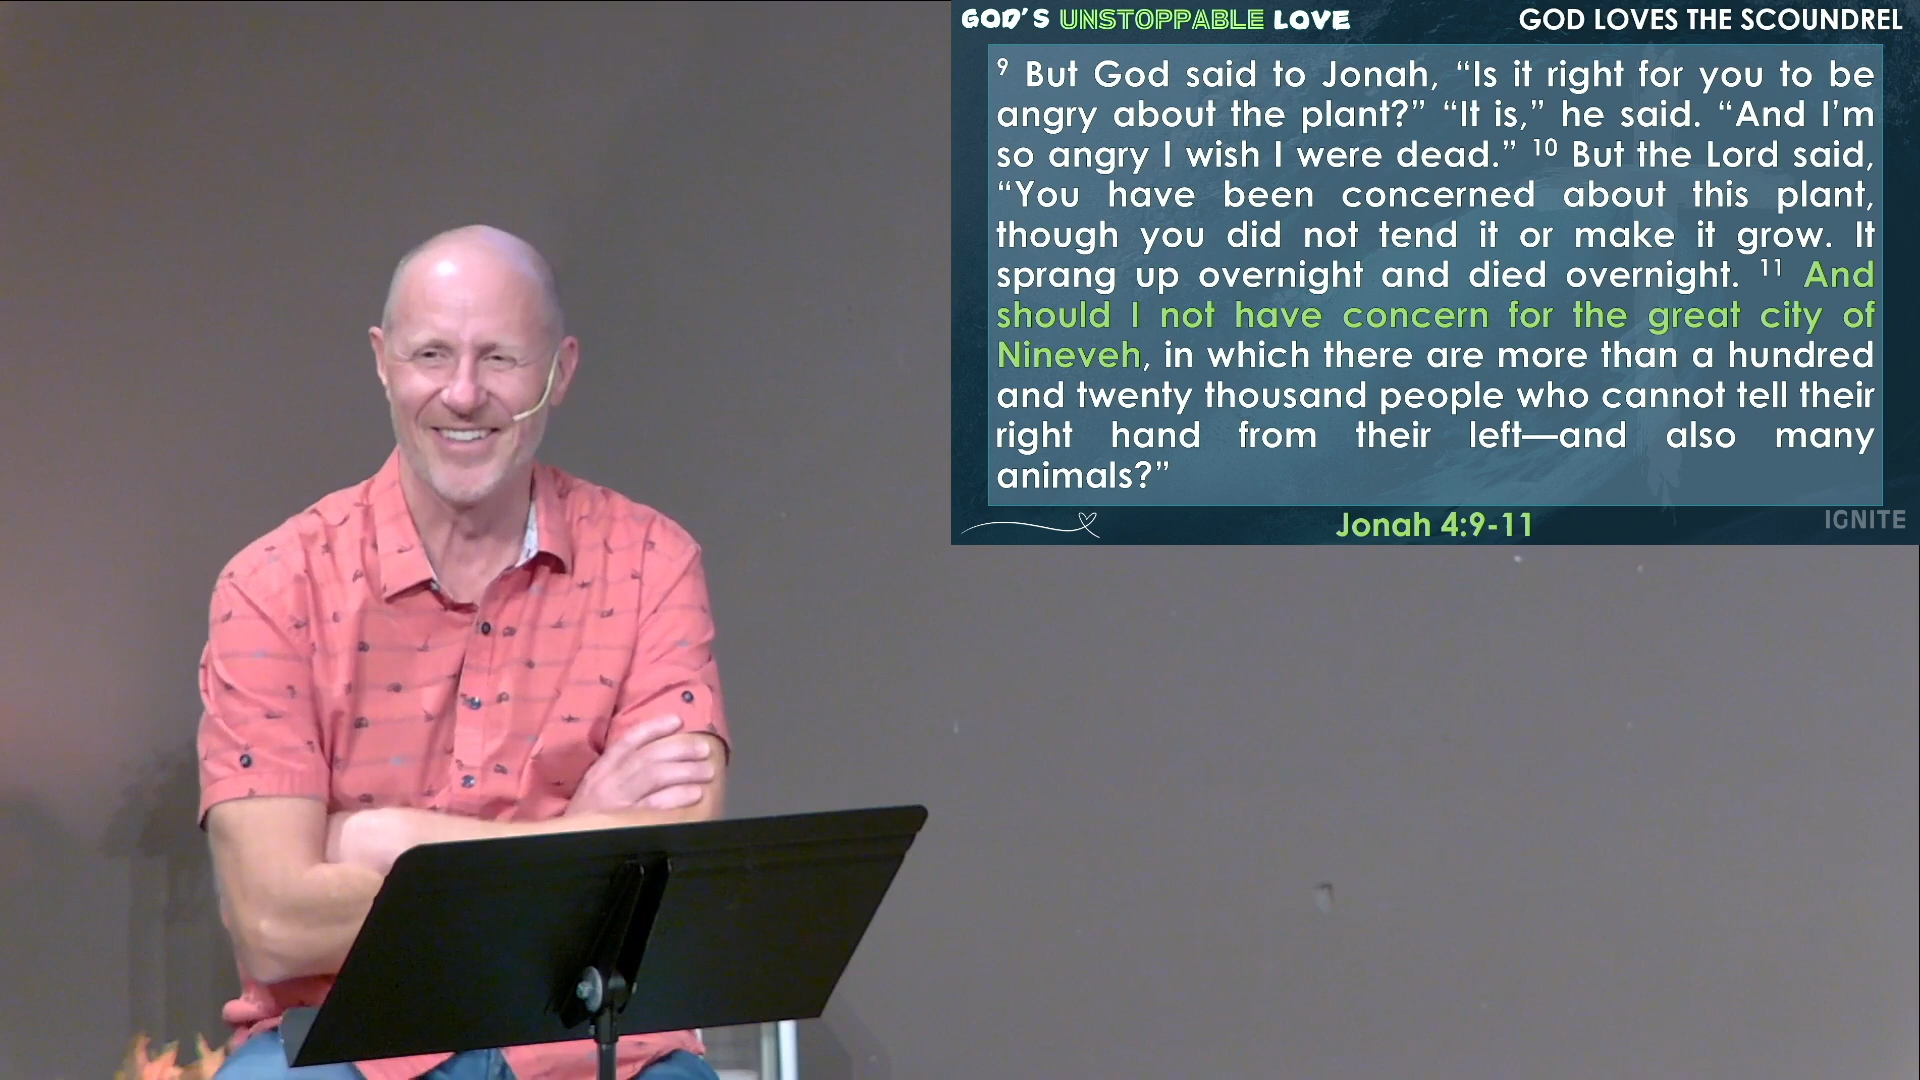 GOD'S UNSTOPPABLE LOVE
GOD LOVES THE SCOUNDREL
⁹ But God said to Jonah, “Is it right for you to be
angry about the plant?” “It is,” he said. “And I’m
so angry I wish I were dead.” ¹⁰ But the Lord said,
“You have been concerned about this plant,
though you did not tend it or make it grow. It
sprang up overnight and died overnight. ¹¹ And
should I not have concern for the great city of
Nineveh, in which there are more than a hundred
and twenty thousand people who cannot tell their
right hand from their left—and also many
animals?”
Jonah 4:9-11
IGNITE